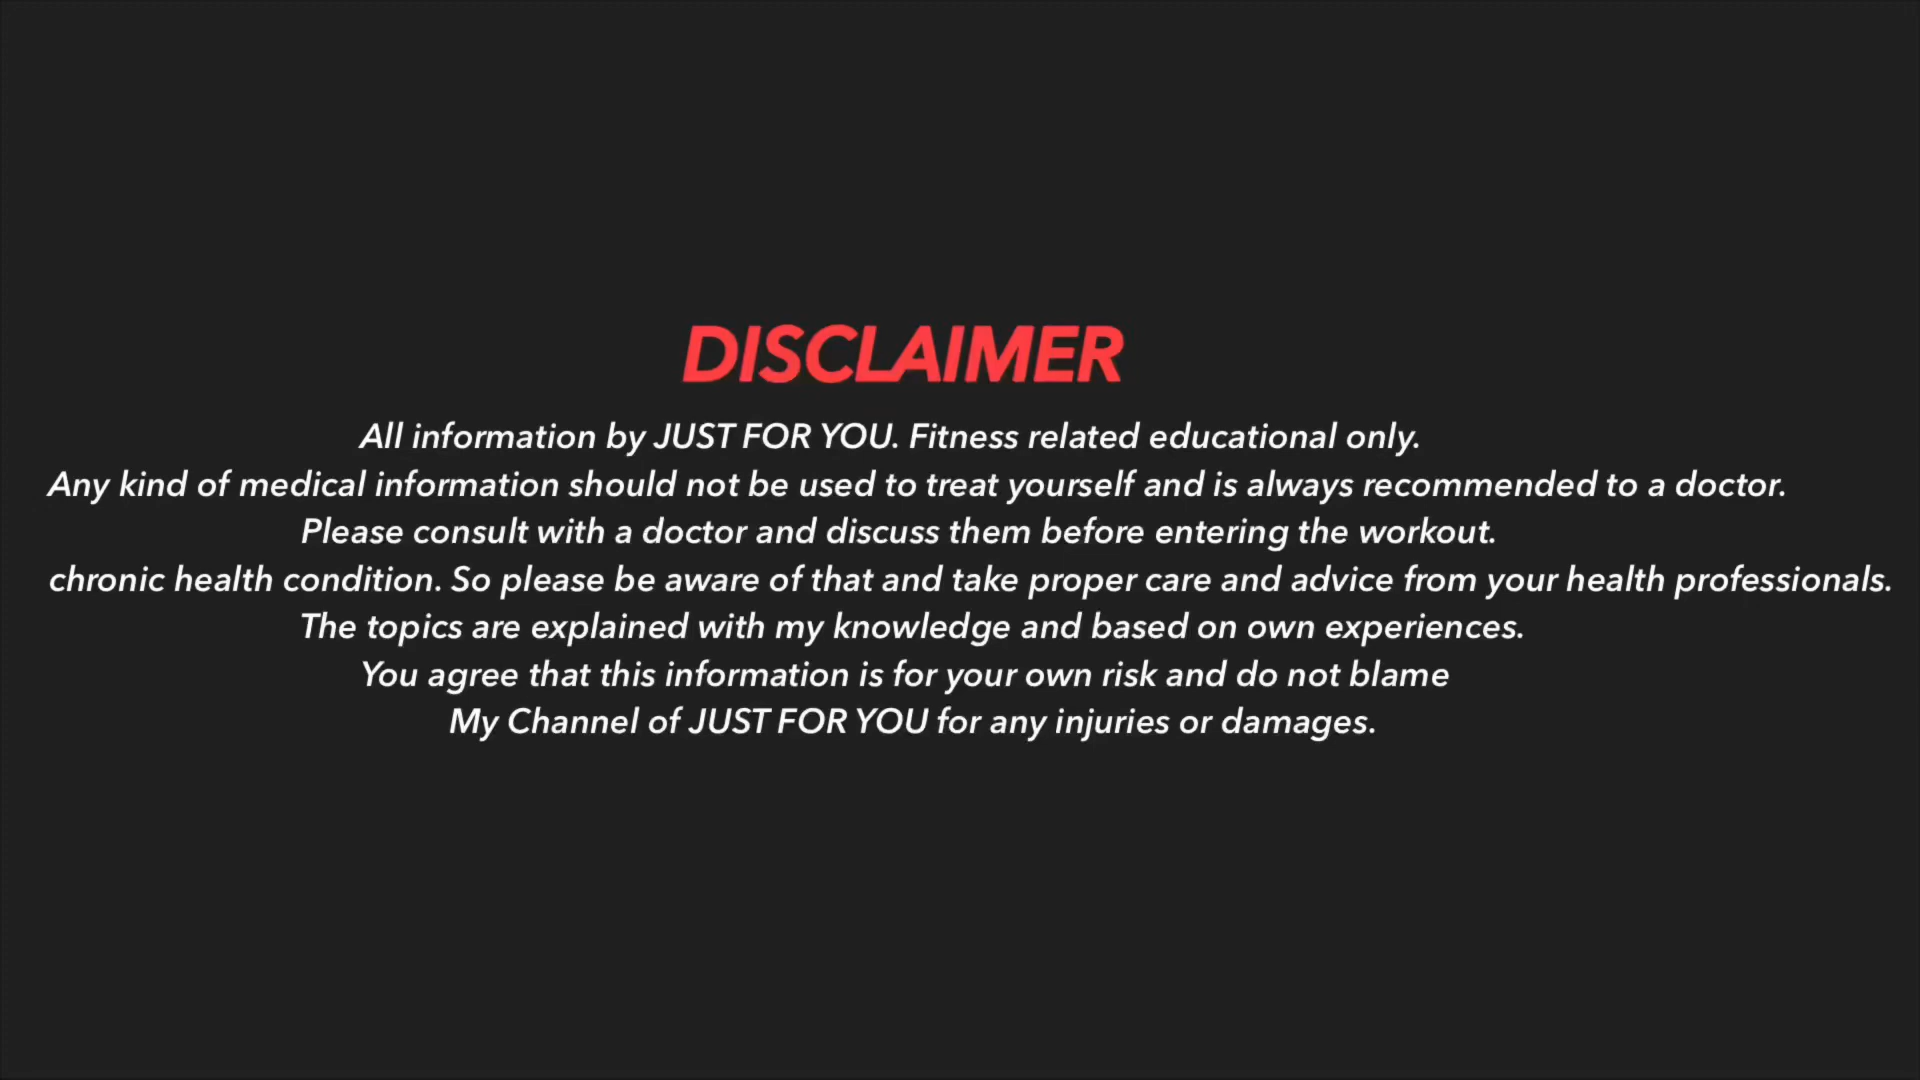 DISCLAIMER
All information by JUST FOR YOU. Fitness related educational only.
Any kind of medical information should not be used to treat yourself and is always recommended to a doctor.
Please consult with a doctor and discuss them before entering the workout.
chronic health condition. So please be aware of that and take proper care and advice from your health professionals.
The topics are explained with my knowledge and based on own experiences.
You agree that this information is for your own risk and do not blame
My Channel of JUST FOR YOU for any injuries or damages.